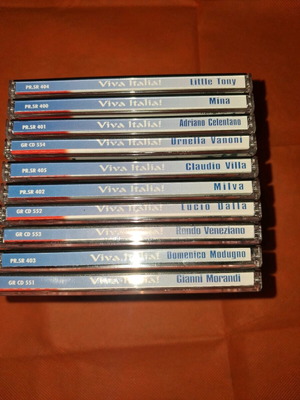 PR.SR 404 Viva Italia! Little Tony
PR.SR 400 Viva Italia! Mina
PR.SR 401 Viva Italia! Adriano Celentano
GR CD 554 Viva Italia! Ornella Vanoni
PR.SR 405 Viva Italia! Claudio Villa
PR.SR 402 Viva Italia! Milva
GR CD 552 Viva Italia! Lucio Dalla
GR CD 553 Viva Italia! Rondo Veneziano
PR.SR 403 Viva Italia! Domenico Modugno
GR CD 551 Viva Italia! Gianni Morandi